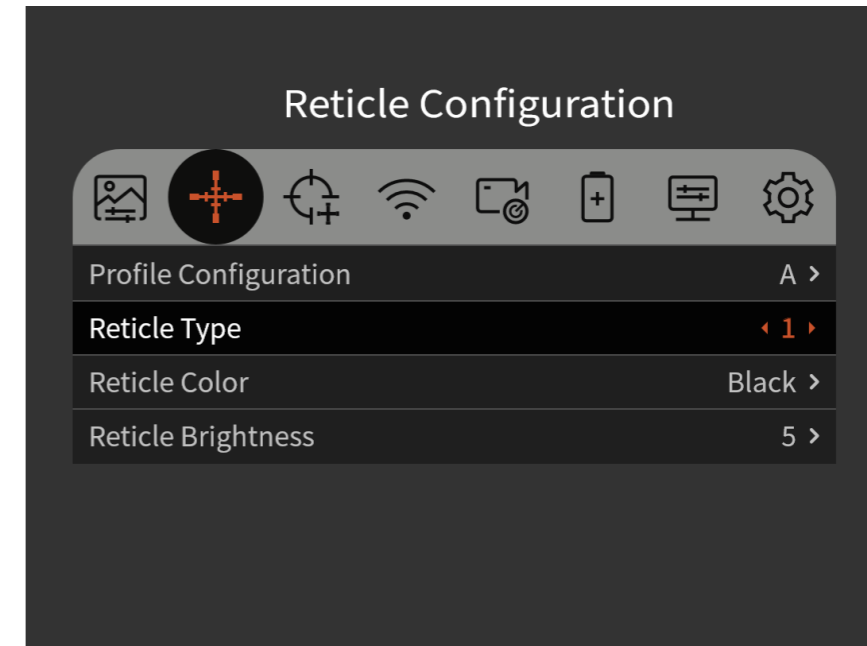 Reticle Configuration
Profile Configuration A >
Reticle Type 1
Reticle Color Black >
Reticle Brightness 5 >